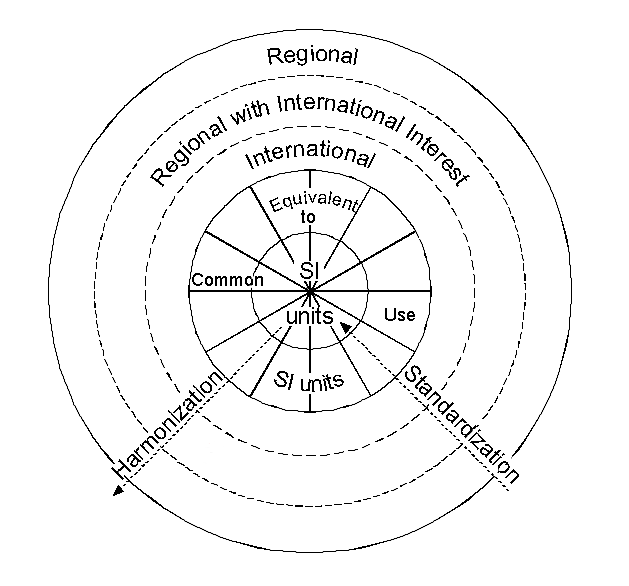 Regional
Regional with International Interest
International
Equivalent
to
SI
Common
units
Use
SI units
Harmonization
Standardization